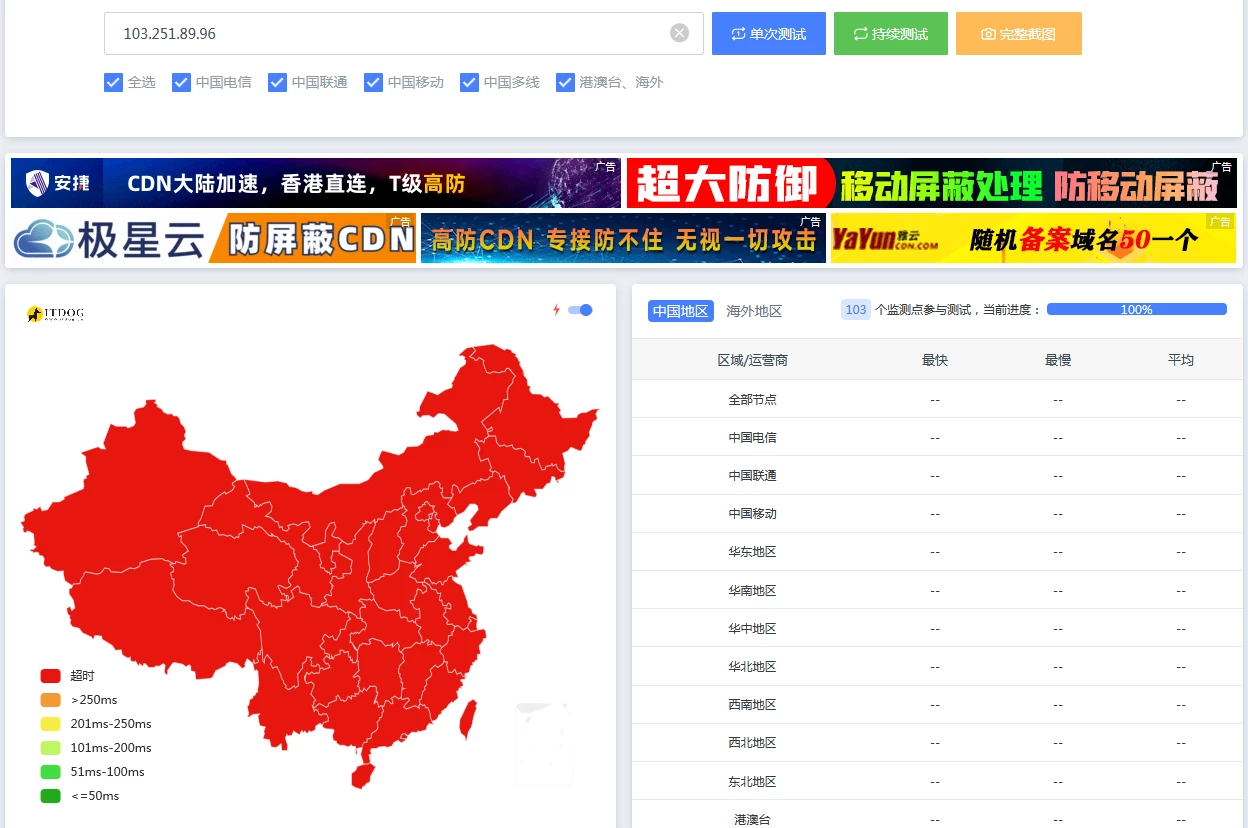 103.251.89.96
单次测试
持续测试
完整截图
全选 中国电信 中国联通 中国移动 中国多线 港澳台、海外
安捷 CDN大陆加速，香港直连，T级高防 广告
超大防御 移动屏蔽处理 防移动屏蔽 广告
极星云 防屏蔽CDN 广告
高防CDN 专接防不住 无视一切攻击 广告
YaYun雅云 CDN.COM 随机备案域名50一个 广告
ITDOG
中国地区 海外地区 103 个监测点参与测试，当前进度： 100%
区域/运营商 最快 最慢 平均
全部节点 -- -- --
中国电信 -- -- --
中国联通 -- -- --
中国移动 -- -- --
华东地区 -- -- --
华南地区 -- -- --
华中地区 -- -- --
华北地区 -- -- --
西南地区 -- -- --
西北地区 -- -- --
东北地区 -- -- --
港澳台 -- -- --
超时
>250ms
201ms-250ms
101ms-200ms
51ms-100ms
<=50ms